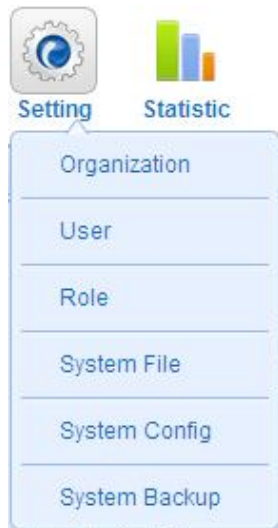 Setting Statistic
Organization
User
Role
System File
System Config
System Backup